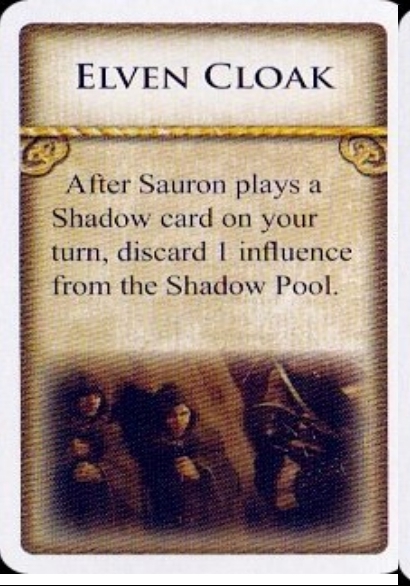 ELVEN CLOAK
After Sauron plays a
Shadow card on your
turn, discard 1 influence
from the Shadow Pool.